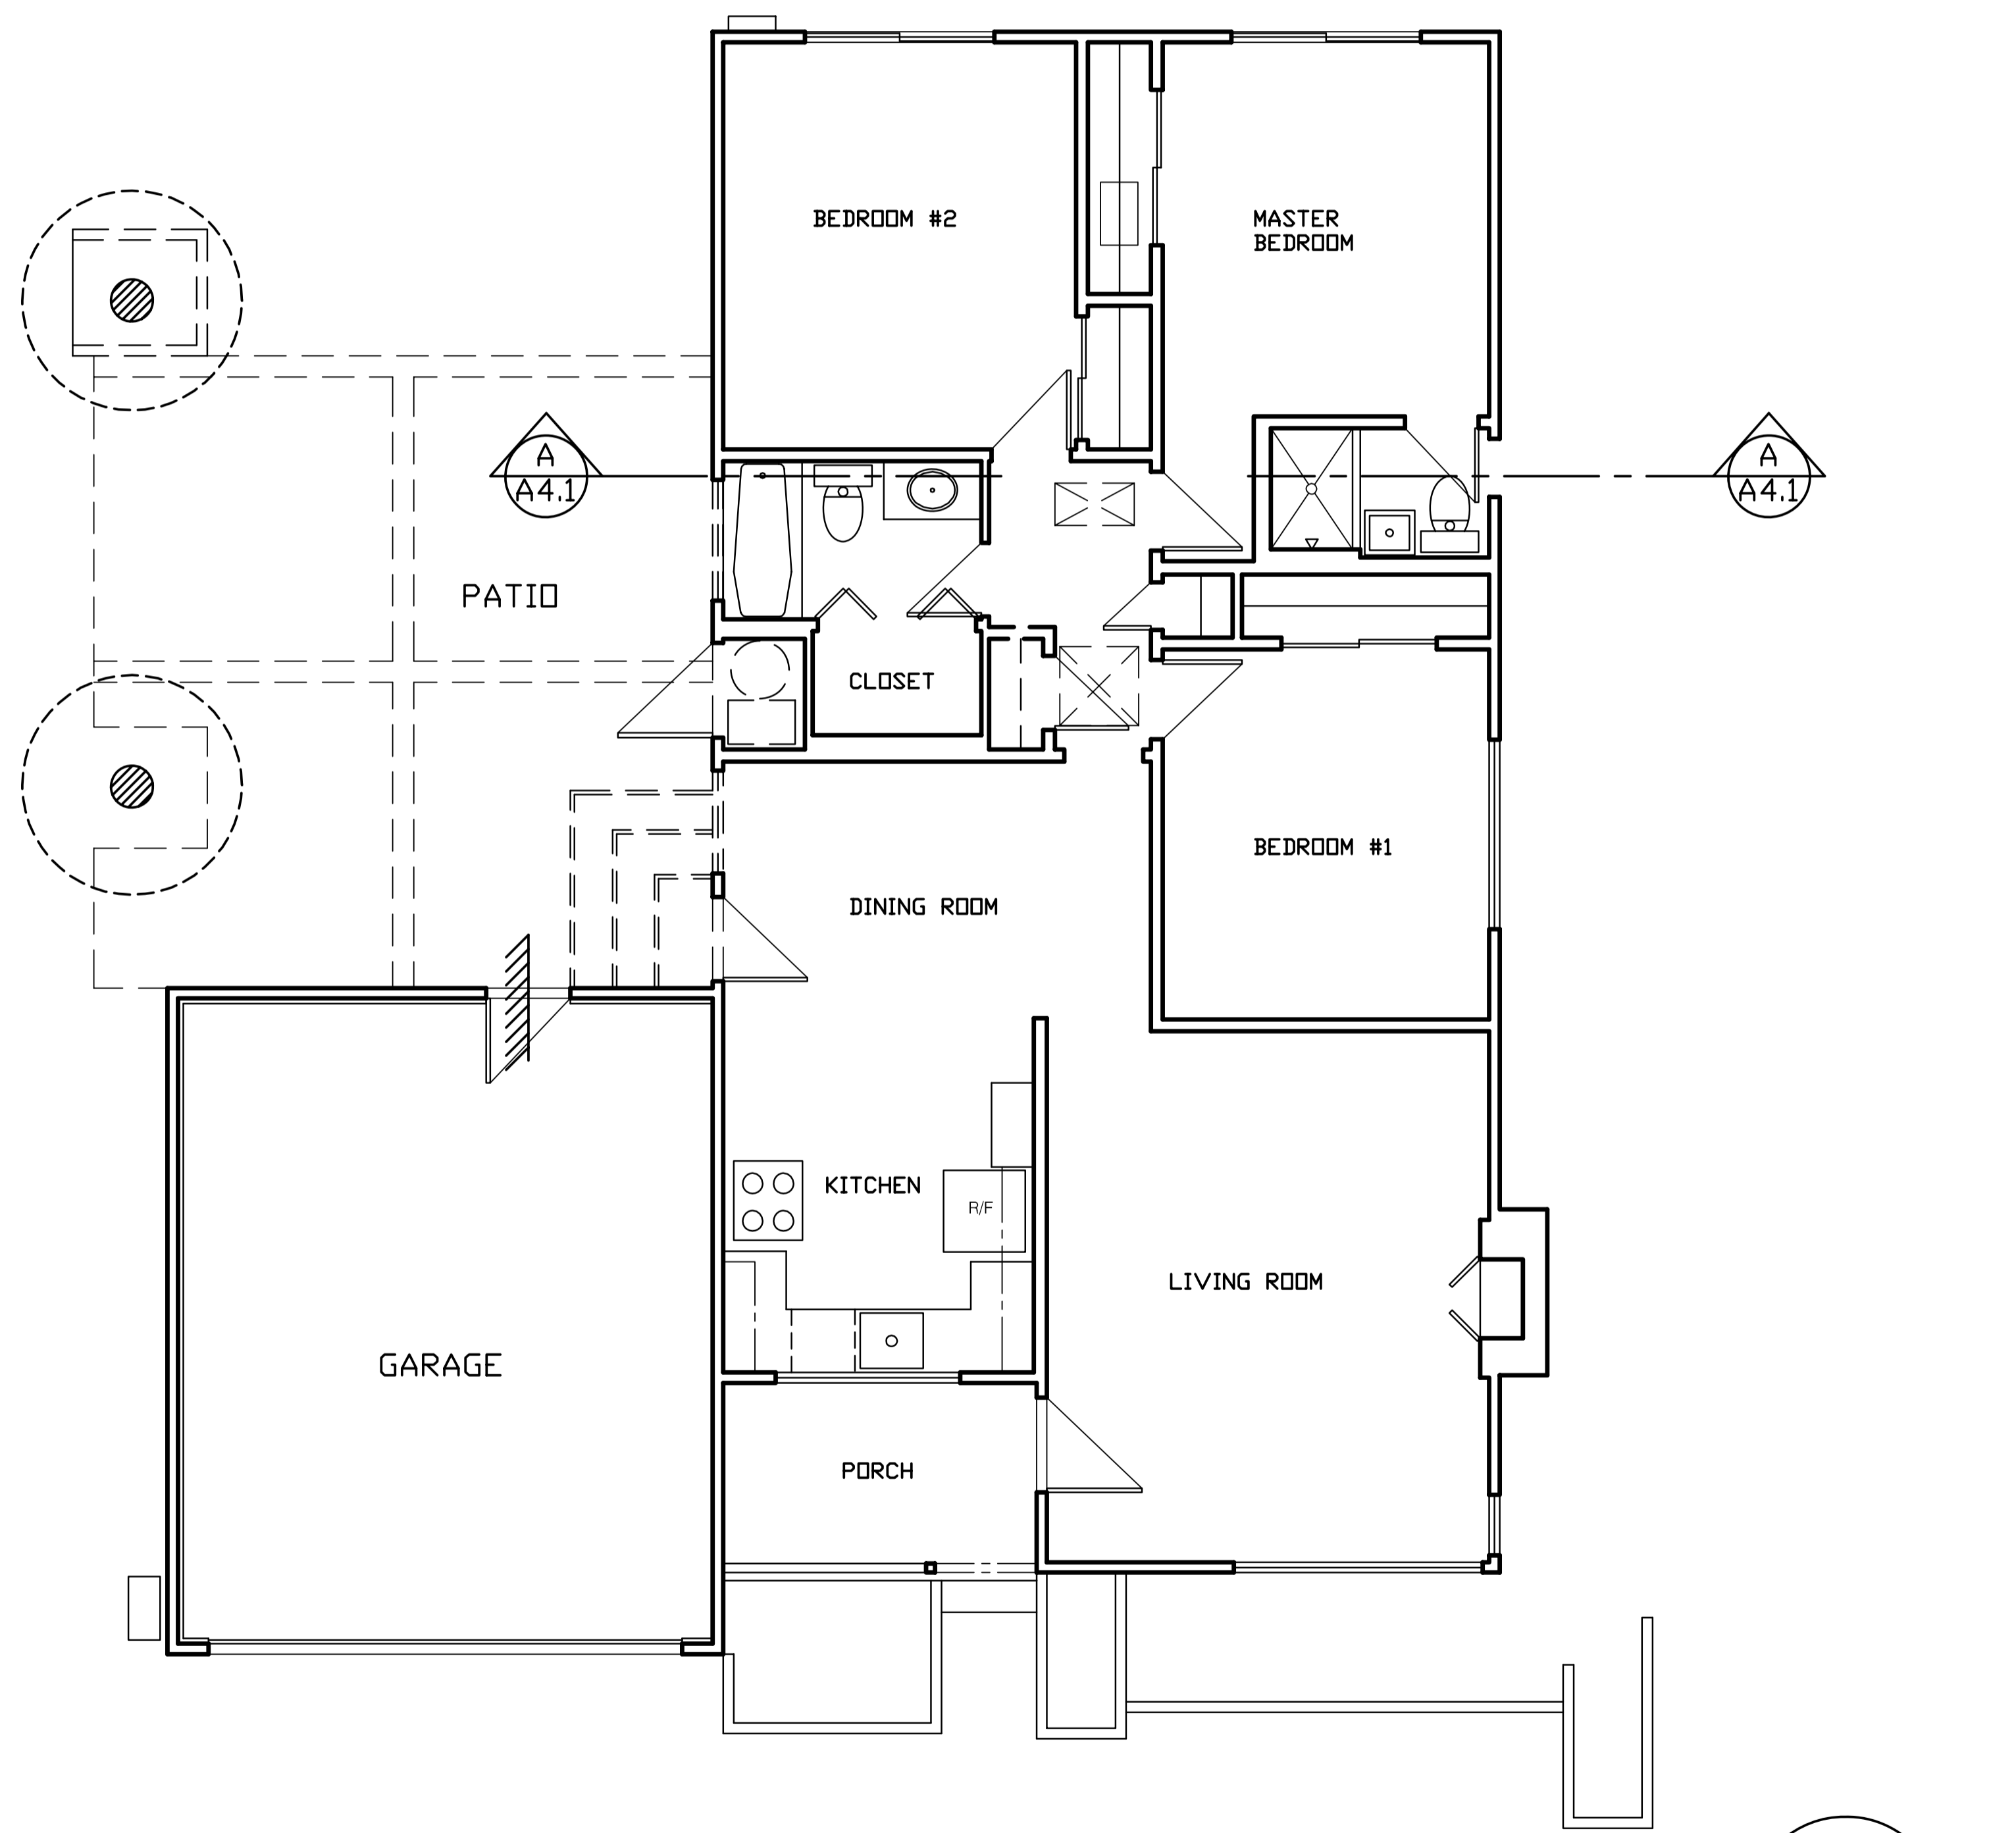 BEDROOM #2
MASTER
BEDROOM
A
A4.1
A
A4.1
PATIO
CLOSET
BEDROOM #1
DINING ROOM
KITCHEN
R/F
LIVING ROOM
GARAGE
PORCH